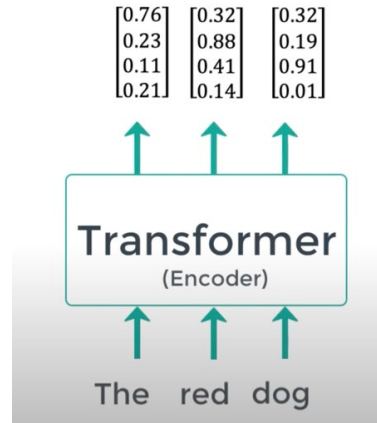 [0.76] [0.32] [0.32]
0.23 0.88 0.19
0.11 0.41 0.91
[0.21] [0.14] [0.01]
Transformer
(Encoder)
The red dog